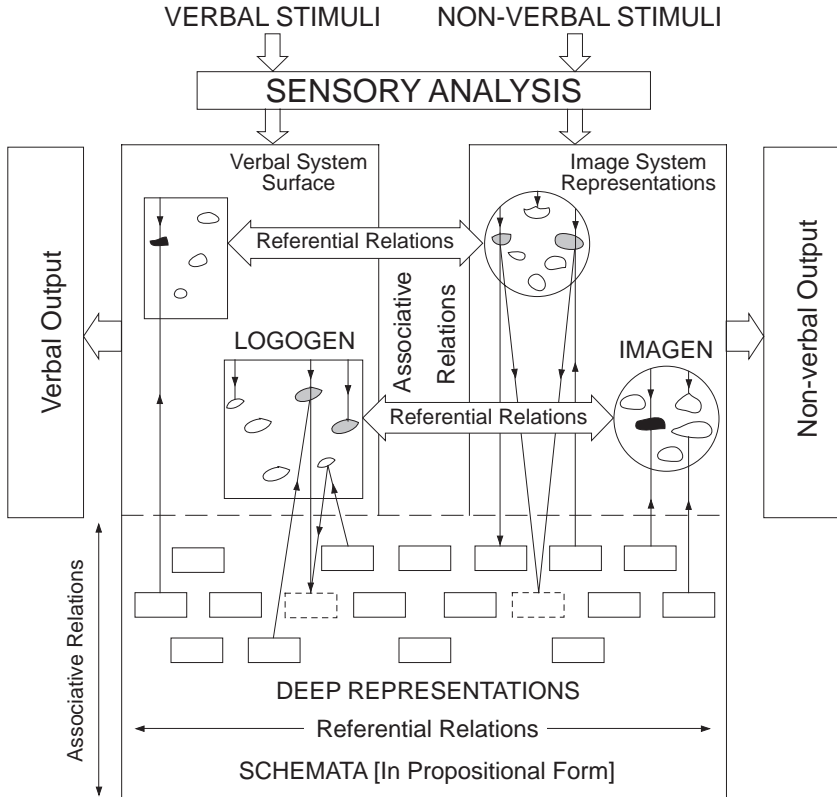 VERBAL STIMULI
NON-VERBAL STIMULI
SENSORY ANALYSIS
Verbal System
Surface
Image System
Representations
Verbal Output
Non-verbal Output
Referential Relations
Associative
Relations
LOGOGEN
IMAGEN
Referential Relations
Associative Relations
DEEP REPRESENTATIONS
Referential Relations
SCHEMATA [In Propositional Form]